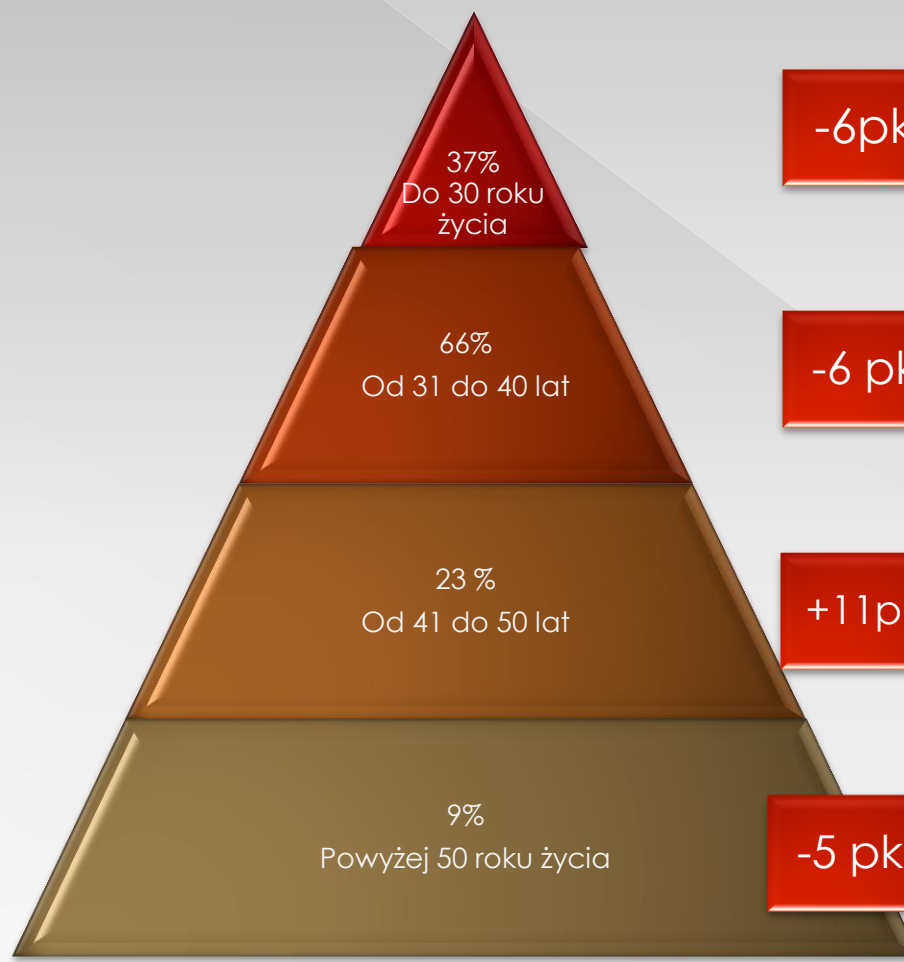 37%
Do 30 roku
życia
-6pk
66%
Od 31 do 40 lat
-6 pk
23 %
Od 41 do 50 lat
+11p
9%
Powyżej 50 roku życia
-5 pk